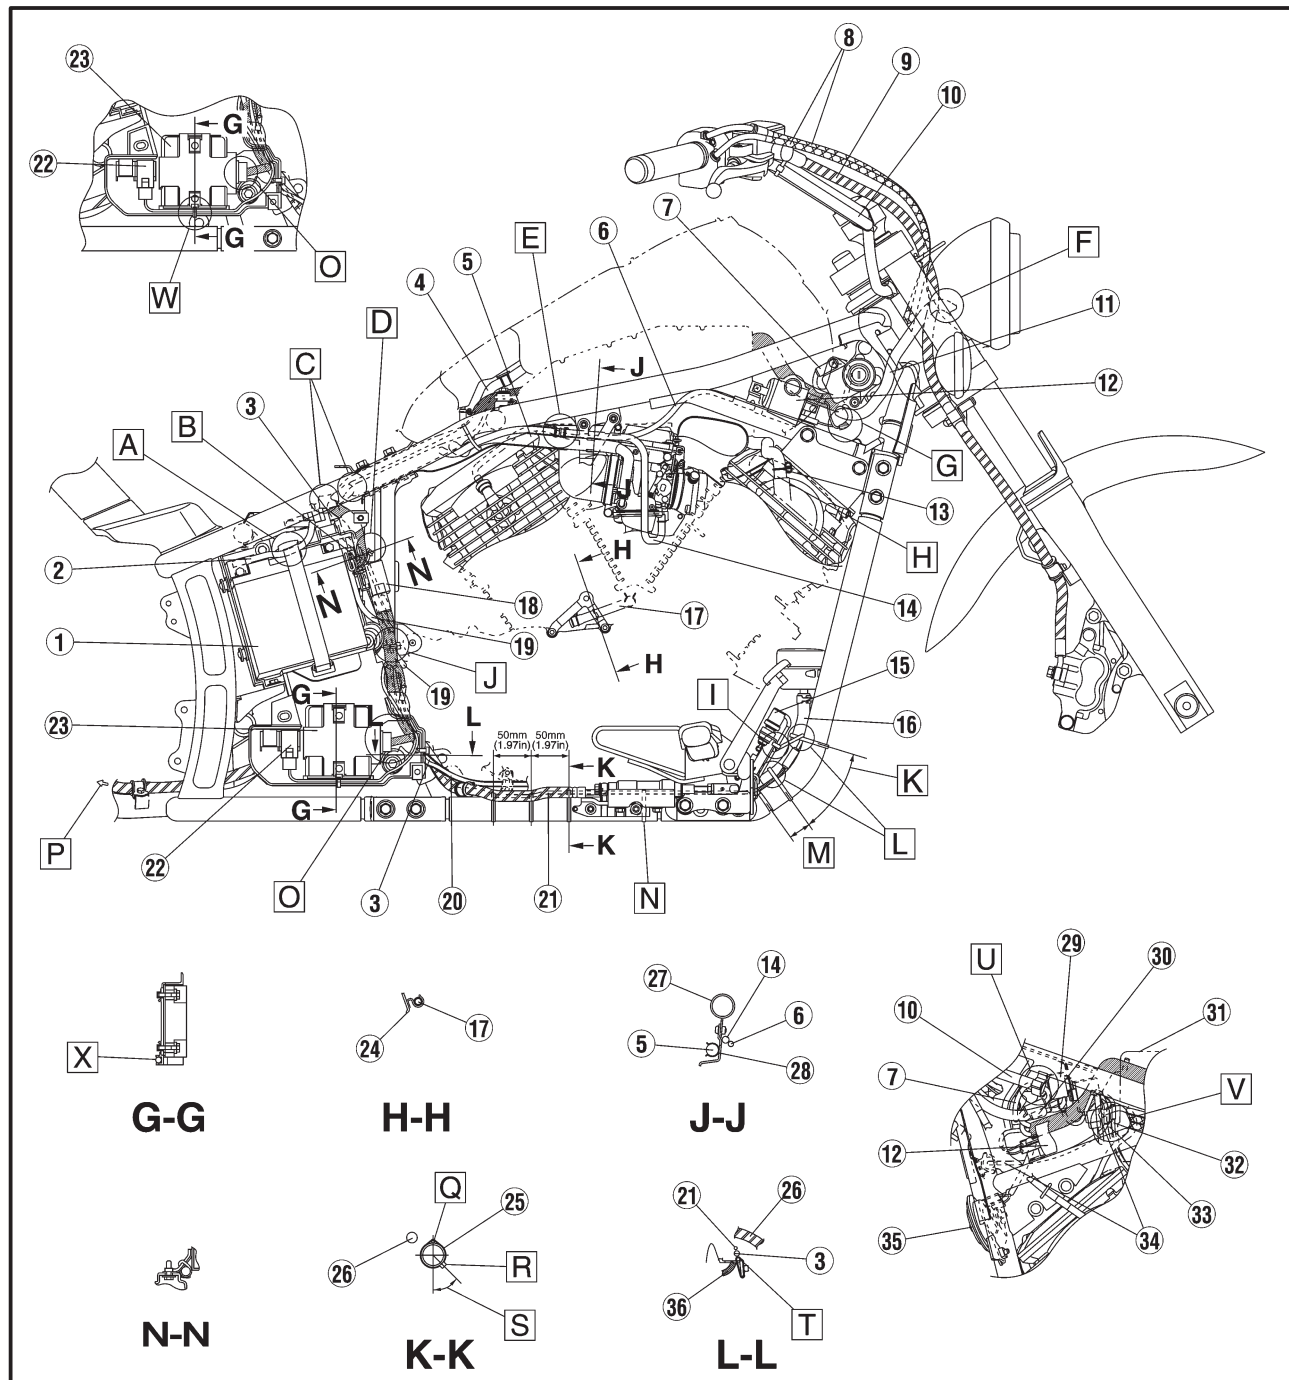 23
G
22
G
O
W
8
9
10
7
6
E
F
5
4
D
11
J
C
12
3
B
A
G
13
J
H
H
N
2
N
18
17
14
1
19
H
15
J
19
I
G
L
16
23
50mm
(1.97in)
50mm
(1.97in)
K
K
G
K
M
L
P
22
O
3
20
21
N
29
30
U
14
27
10
31
17
6
24
5
28
X
7
V
G-G
H-H
J-J
12
32
Q
25
21
26
33
34
35
26
R
3
36
S
T
N-N
K-K
L-L